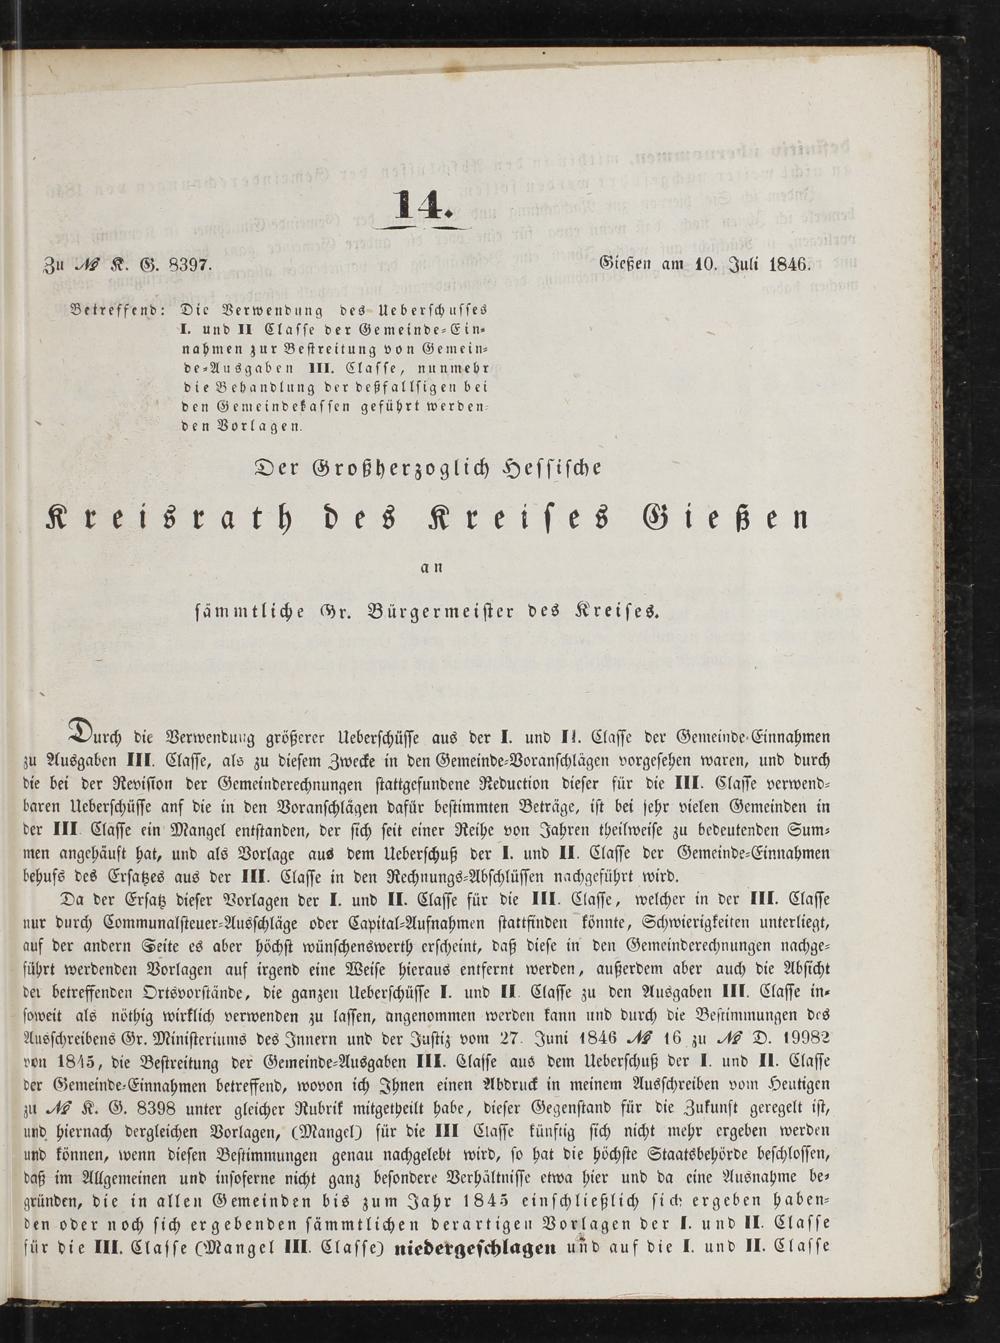 14.
Zu № K. G. 8397. Gießen am 10. Juli 1846.
Betreffend: Die Verwendung des Ueberschusses
I. und II Classe der Gemeinde-Ein-
nahmen zur Bestreitung von Gemein-
de-Ausgaben III. Classe, nunmehr
die Behandlung der deßfallsigen bei
den Gemeindekassen geführt werden-
den Vorlagen.
Der Großherzoglich Hessische
Kreisrath des Kreises Gießen
an
sämmtliche Gr. Bürgermeister des Kreises.
Durch die Verwendung größerer Ueberschüsse aus der I. und II. Classe der Gemeinde-Einnahmen
zu Ausgaben III. Classe, als zu diesem Zwecke in den Gemeinde-Voranschlägen vorgesehen waren, und durch
die bei der Revision der Gemeinderechnungen stattgefundene Reduction dieser für die III. Classe verwend-
baren Ueberschüsse auf die in den Voranschlägen dafür bestimmten Beträge, ist bei sehr vielen Gemeinden in
der III. Classe ein Mangel entstanden, der sich seit einer Reihe von Jahren theilweise zu bedeutenden Sum-
men angehäuft hat, und als Vorlage aus dem Ueberschuß der I. und II. Classe der Gemeinde-Einnahmen
behufs des Ersatzes aus der III. Classe in den Rechnungs-Abschlüssen nachgeführt wird.
Da der Ersatz dieser Vorlagen der I. und II. Classe für die III. Classe, welcher in der III. Classe
nur durch Communalsteuer-Ausschläge oder Capital-Aufnahmen stattfinden könnte, Schwierigkeiten unterliegt,
auf der andern Seite es aber höchst wünschenswerth erscheint, daß diese in den Gemeinderechnungen nachge-
führt werdenden Vorlagen auf irgend eine Weise hieraus entfernt werden, außerdem aber auch die Absicht
der betreffenden Ortsvorstände, die ganzen Ueberschüsse I. und II. Classe zu den Ausgaben III. Classe in-
soweit als nöthig wirklich verwenden zu lassen, angenommen werden kann und durch die Bestimmungen des
Ausschreibens Gr. Ministeriums des Innern und der Justiz vom 27. Juni 1846 № 16 zu № D. 19982
von 1845, die Bestreitung der Gemeinde-Ausgaben III. Classe aus dem Ueberschuß der I. und II. Classe
der Gemeinde-Einnahmen betreffend, wovon ich Ihnen einen Abdruck in meinem Ausschreiben vom Heutigen
zu № K. G. 8398 unter gleicher Rubrik mitgetheilt habe, dieser Gegenstand für die Zukunft geregelt ist,
und hiernach dergleichen Vorlagen, (Mangel) für die III Classe künftig sich nicht mehr ergeben werden
und können, wenn diesen Bestimmungen genau nachgelebt wird, so hat die höchste Staatsbehörde beschlossen,
daß im Allgemeinen und insoferne nicht ganz besondere Verhältnisse etwa hier und da eine Ausnahme be-
gründen, die in allen Gemeinden bis zum Jahr 1845 einschließlich sich ergeben haben-
den oder noch sich ergebenden sämmtlichen derartigen Vorlagen der I. und II. Classe
für die III. Classe (Mangel III. Classe) niedergeschlagen und auf die I. und II. Classe